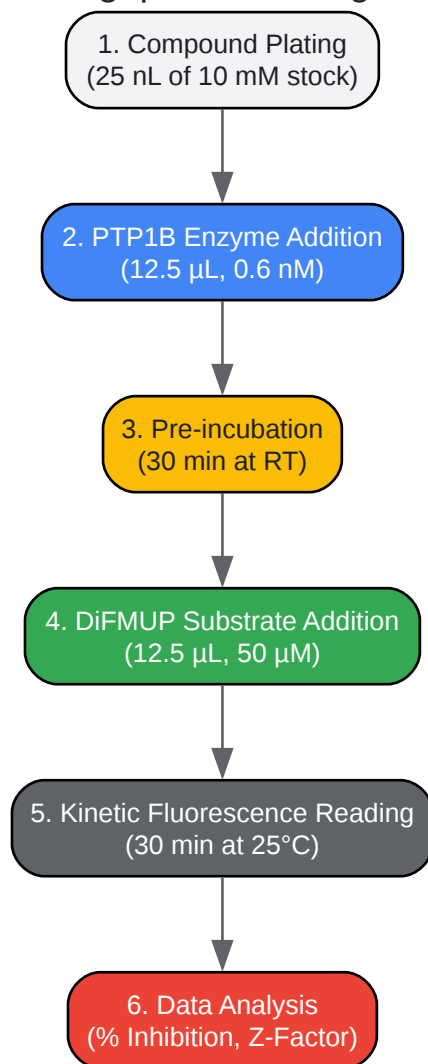 1. Compound Plating
(25 nL of 10 mM stock)
2. PTP1B Enzyme Addition
(12.5 µL, 0.6 nM)
3. Pre-incubation
(30 min at RT)
4. DiFMUP Substrate Addition
(12.5 µL, 50 µM)
5. Kinetic Fluorescence Reading
(30 min at 25°C)
6. Data Analysis
(% Inhibition, Z-Factor)